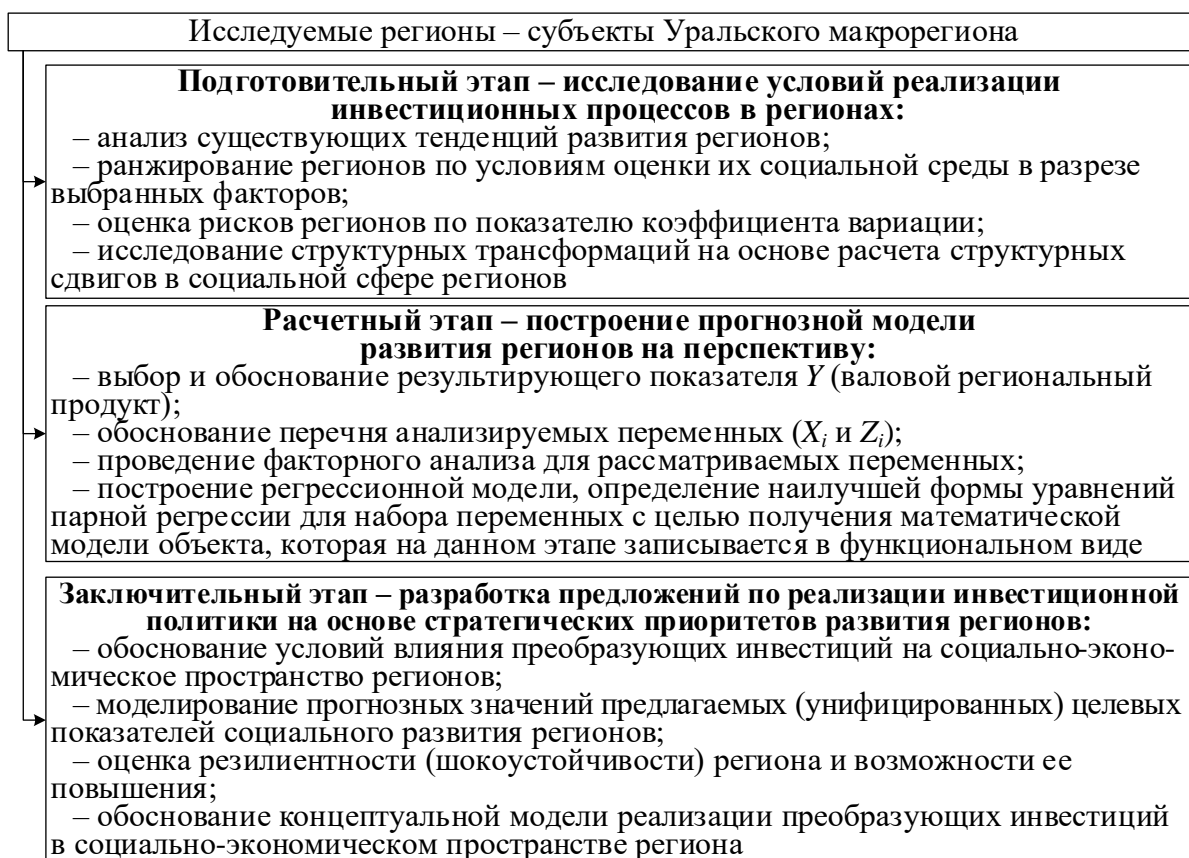 Исследуемые регионы – субъекты Уральского макрорегиона
Подготовительный этап – исследование условий реализации
инвестиционных процессов в регионах:
– анализ существующих тенденций развития регионов;
– ранжирование регионов по условиям оценки их социальной среды в разрезе
выбранных факторов;
– оценка рисков регионов по показателю коэффициента вариации;
– исследование структурных трансформаций на основе расчета структурных
сдвигов в социальной сфере регионов
Расчетный этап – построение прогнозной модели
развития регионов на перспективу:
– выбор и обоснование результирующего показателя Y (валовой региональный
продукт);
– обоснование перечня анализируемых переменных (Xi и Zi);
– проведение факторного анализа для рассматриваемых переменных;
– построение регрессионной модели, определение наилучшей формы уравнений
парной регрессии для набора переменных с целью получения математической
модели объекта, которая на данном этапе записывается в функциональном виде
Заключительный этап – разработка предложений по реализации инвестиционной
политики на основе стратегических приоритетов развития регионов:
– обоснование условий влияния преобразующих инвестиций на социально-эконо-
мическое пространство регионов;
– моделирование прогнозных значений предлагаемых (унифицированных) целевых
показателей социального развития регионов;
– оценка резилиентности (шокоустойчивости) региона и возможности ее
повышения;
– обоснование концептуальной модели реализации преобразующих инвестиций
в социально-экономическом пространстве региона